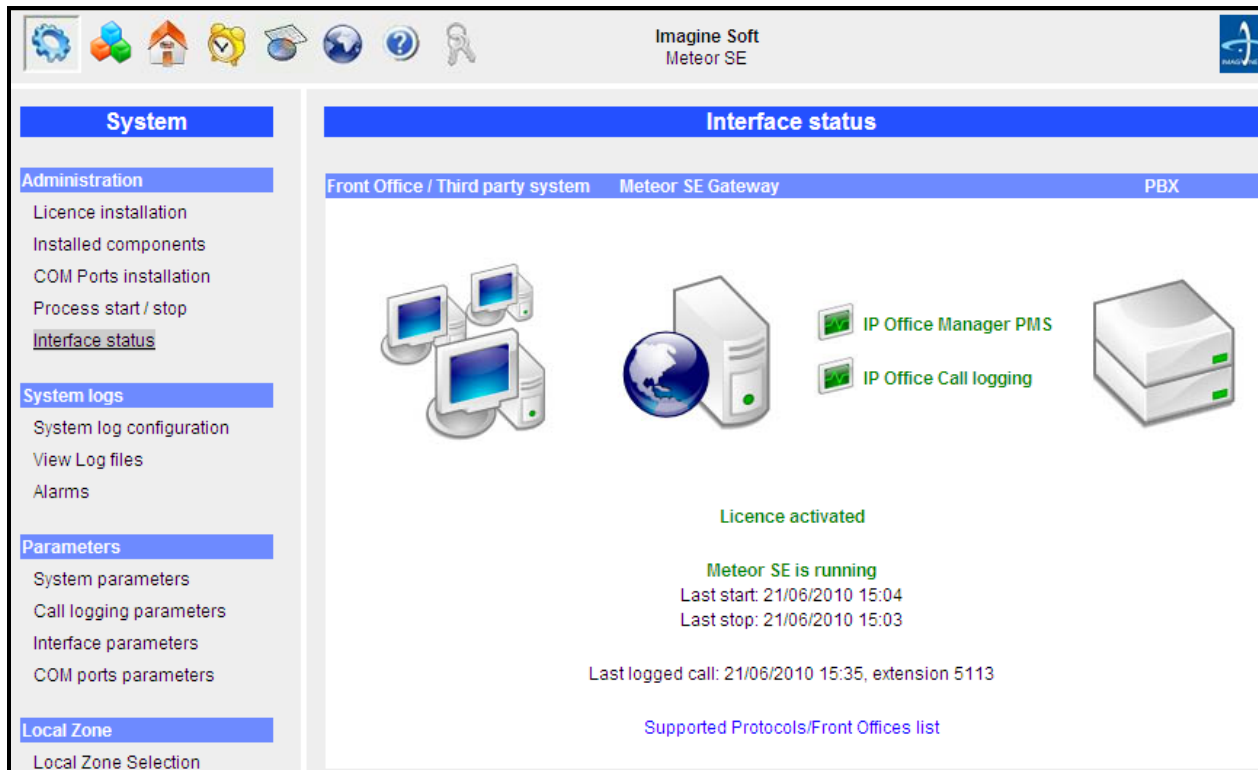 Imagine Soft
Meteor SE
System
Administration
Licence installation
Installed components
COM Ports installation
Process start / stop
Interface status
System logs
System log configuration
View Log files
Alarms
Parameters
System parameters
Call logging parameters
Interface parameters
COM ports parameters
Local Zone
Local Zone Selection
Interface status
Front Office / Third party system Meteor SE Gateway PBX
IP Office Manager PMS
IP Office Call logging
Licence activated
Meteor SE is running
Last start: 21/06/2010 15:04
Last stop: 21/06/2010 15:03
Last logged call: 21/06/2010 15:35, extension 5113
Supported Protocols/Front Offices list